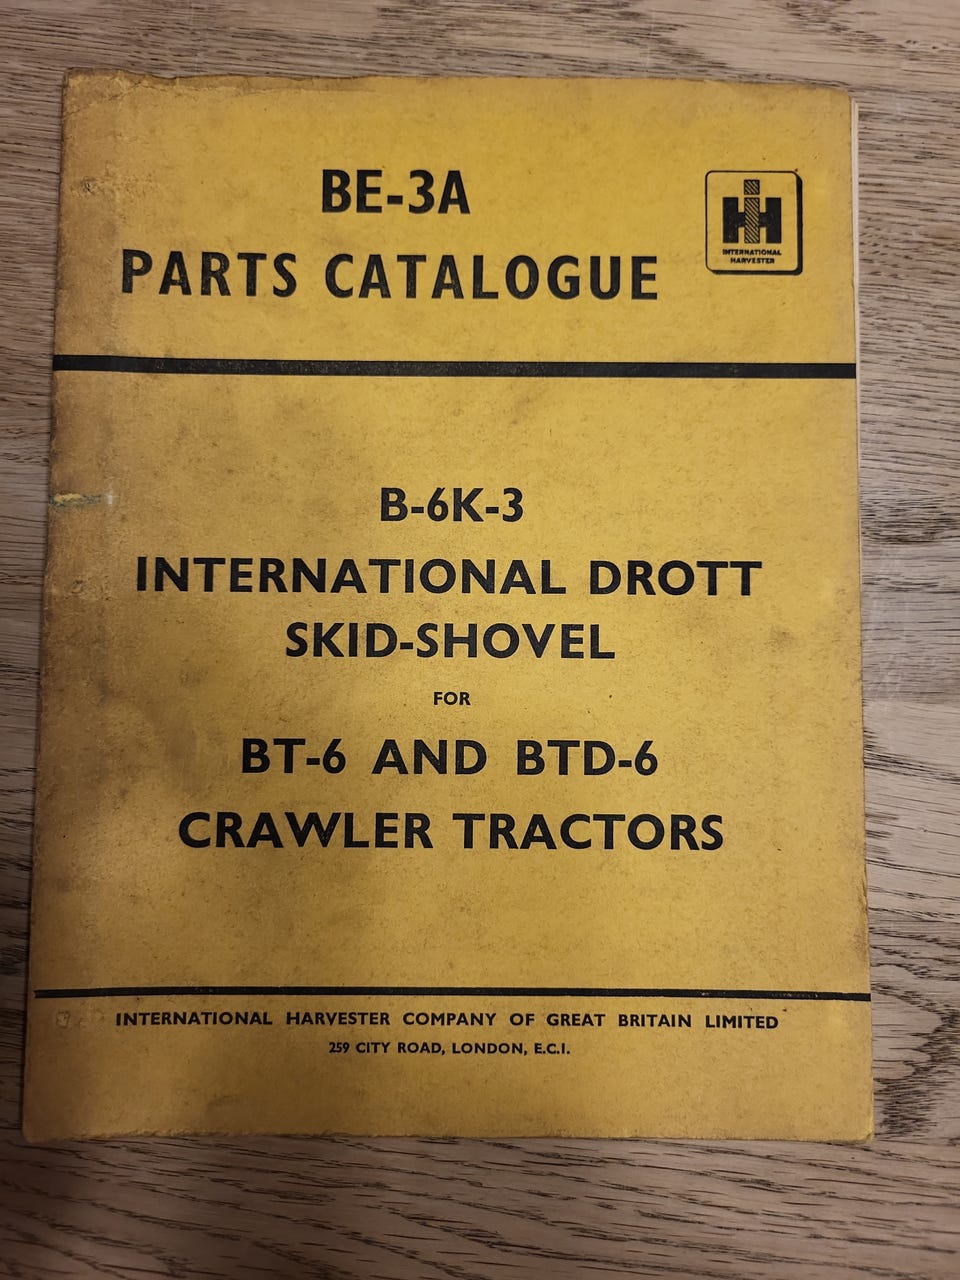 BE-3A
PARTS CATALOGUE
IH
INTERNATIONAL
HARVESTER
B-6K-3
INTERNATIONAL DROTT
SKID-SHOVEL
FOR
BT-6 AND BTD-6
CRAWLER TRACTORS
INTERNATIONAL HARVESTER COMPANY OF GREAT BRITAIN LIMITED
259 CITY ROAD, LONDON, E.C.I.